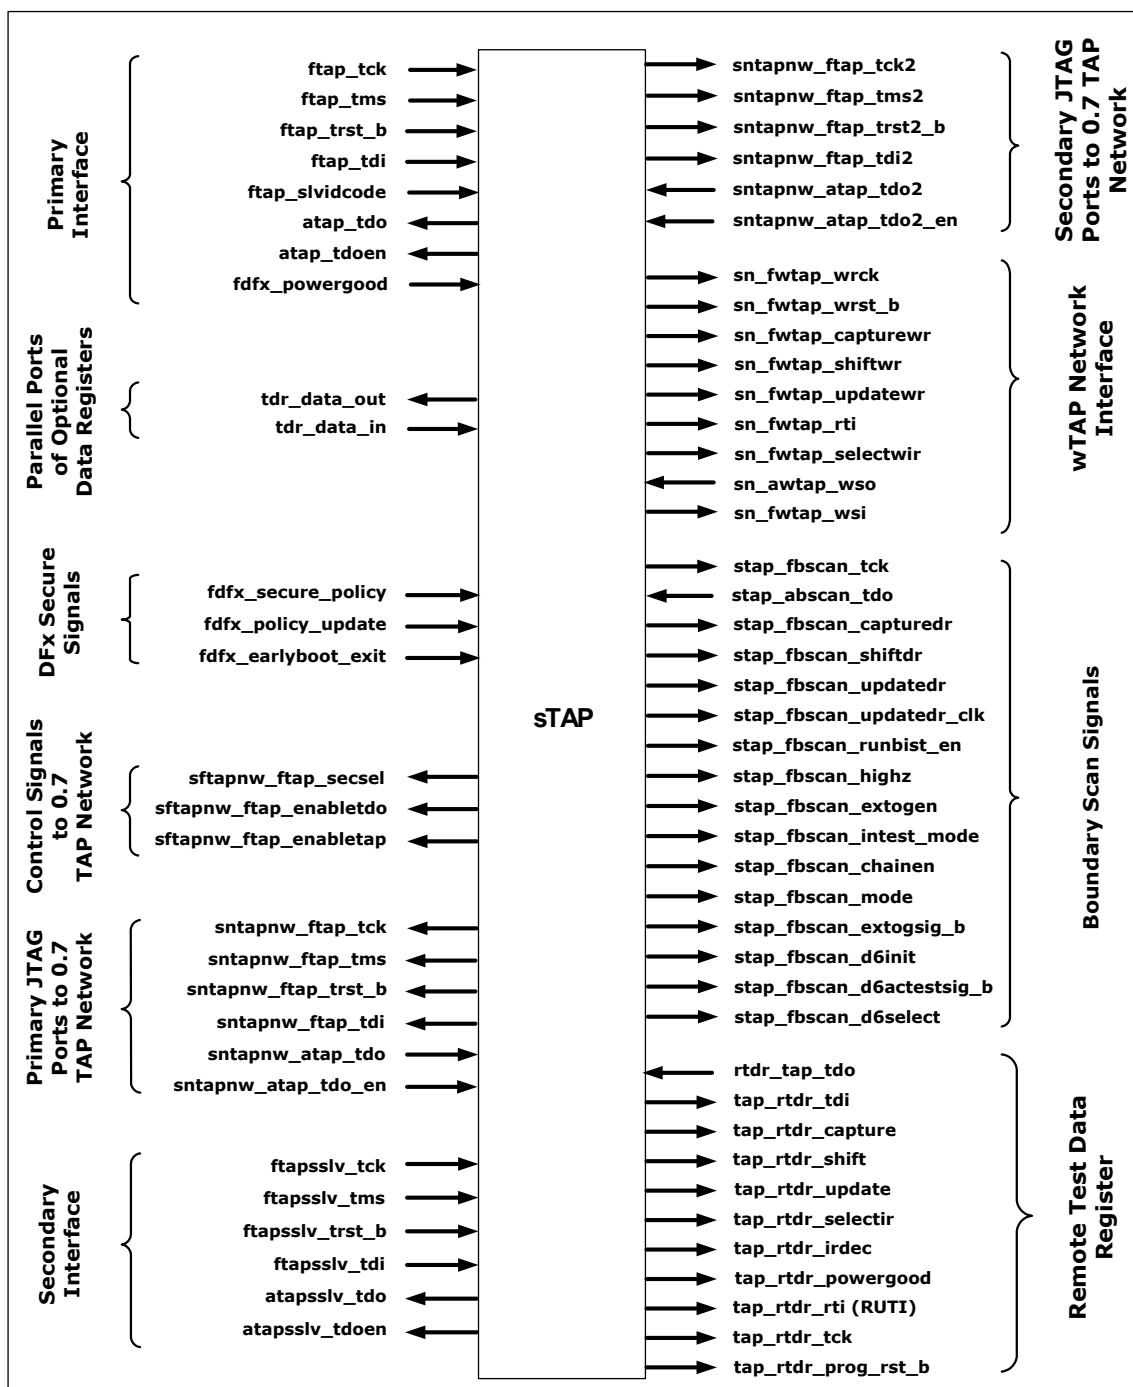 Primary
Interface
ftap_tck
ftap_tms
ftap_trst_b
ftap_tdi
ftap_slvidcode
atap_tdo
atap_tdoen
fdfx_powergood
Parallel Ports
of Optional
Data Registers
tdr_data_out
tdr_data_in
DFx Secure
Signals
fdfx_secure_policy
fdfx_policy_update
fdfx_earlyboot_exit
Control Signals
to 0.7
TAP Network
sftapnw_ftap_secsel
sftapnw_ftap_enabletdo
sftapnw_ftap_enabletap
Primary JTAG
Ports to 0.7
TAP Network
sntapnw_ftap_tck
sntapnw_ftap_tms
sntapnw_ftap_trst_b
sntapnw_ftap_tdi
sntapnw_atap_tdo
sntapnw_atap_tdo_en
Secondary
Interface
ftapsslv_tck
ftapsslv_tms
ftapsslv_trst_b
ftapsslv_tdi
atapsslv_tdo
atapsslv_tdoen
sTAP
sntapnw_ftap_tck2
sntapnw_ftap_tms2
sntapnw_ftap_trst2_b
sntapnw_ftap_tdi2
sntapnw_atap_tdo2
sntapnw_atap_tdo2_en
Secondary JTAG
Ports to 0.7 TAP
Network
sn_fwtap_wrck
sn_fwtap_wrst_b
sn_fwtap_capturewr
sn_fwtap_shiftwr
sn_fwtap_updatewr
sn_fwtap_rti
sn_fwtap_selectwir
sn_awtap_wso
sn_fwtap_wsi
wTAP Network
Interface
stap_fbscan_tck
stap_abscan_tdo
stap_fbscan_capturedr
stap_fbscan_shiftdr
stap_fbscan_updatedr
stap_fbscan_updatedr_clk
stap_fbscan_runbist_en
stap_fbscan_highz
stap_fbscan_extogen
stap_fbscan_intest_mode
stap_fbscan_chainen
stap_fbscan_mode
stap_fbscan_extogsig_b
stap_fbscan_d6init
stap_fbscan_d6actestsig_b
stap_fbscan_d6select
Boundary Scan Signals
rtdr_tap_tdo
tap_rtdr_tdi
tap_rtdr_capture
tap_rtdr_shift
tap_rtdr_update
tap_rtdr_selectir
tap_rtdr_irdec
tap_rtdr_powergood
tap_rtdr_rti (RUTI)
tap_rtdr_tck
tap_rtdr_prog_rst_b
Remote Test Data
Register